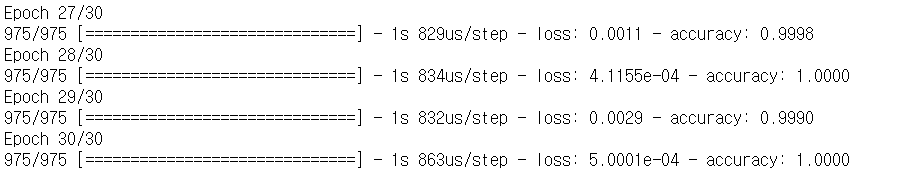 Epoch 27/30
975/975 [==============================] - 1s 829us/step - loss: 0.0011 - accuracy: 0.9998
Epoch 28/30
975/975 [==============================] - 1s 834us/step - loss: 4.1155e-04 - accuracy: 1.0000
Epoch 29/30
975/975 [==============================] - 1s 832us/step - loss: 0.0029 - accuracy: 0.9990
Epoch 30/30
975/975 [==============================] - 1s 863us/step - loss: 5.0001e-04 - accuracy: 1.0000